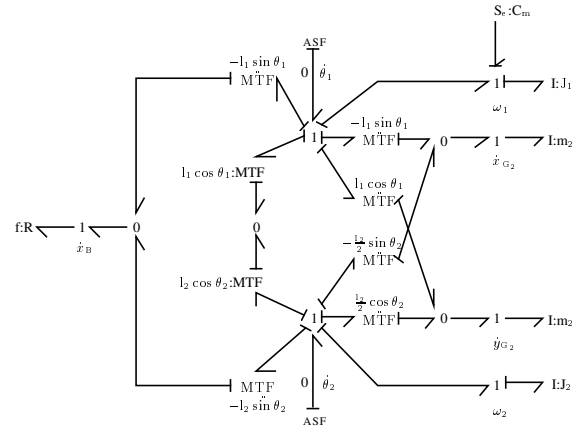 Se:Cm
ASF
−l1 sin θ1
MTF
0 θ̇1
1 I:J1
ω1
−l1 sin θ1
1 MTF 0 1 I:m2
ẋG2
l1 cos θ1:MTF
l1 cos θ1
MTF
f:R 1 0 0
ẋB
−l2/2 sin θ2
MTF
l2 cos θ2:MTF
l2/2 cos θ2
1 MTF 0 1 I:m2
ẏG2
0 θ̇2
MTF
−l2 sin θ2
1 I:J2
ω2
ASF